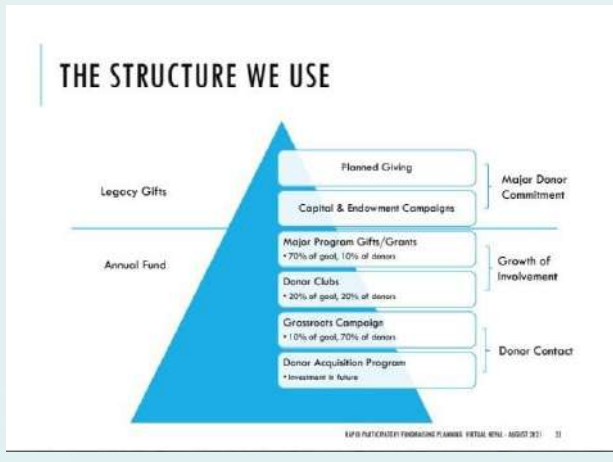 THE STRUCTURE WE USE
Planned Giving
Major Donor
Commitment
Legacy Gifts
Capital & Endowment Campaigns
Major Program Gifts/Grants
• 70% of goal, 10% of donors
Annual Fund
Growth of
Involvement
Donor Clubs
• 20% of goal, 20% of donors
Grassroots Campaign
• 10% of goal, 70% of donors
Donor Contact
Donor Acquisition Program
• Investment in future
RAPID PARTICIPATORY FUNDRAISING PLANNING VIRTUAL NEPAL - AUGUST 2021